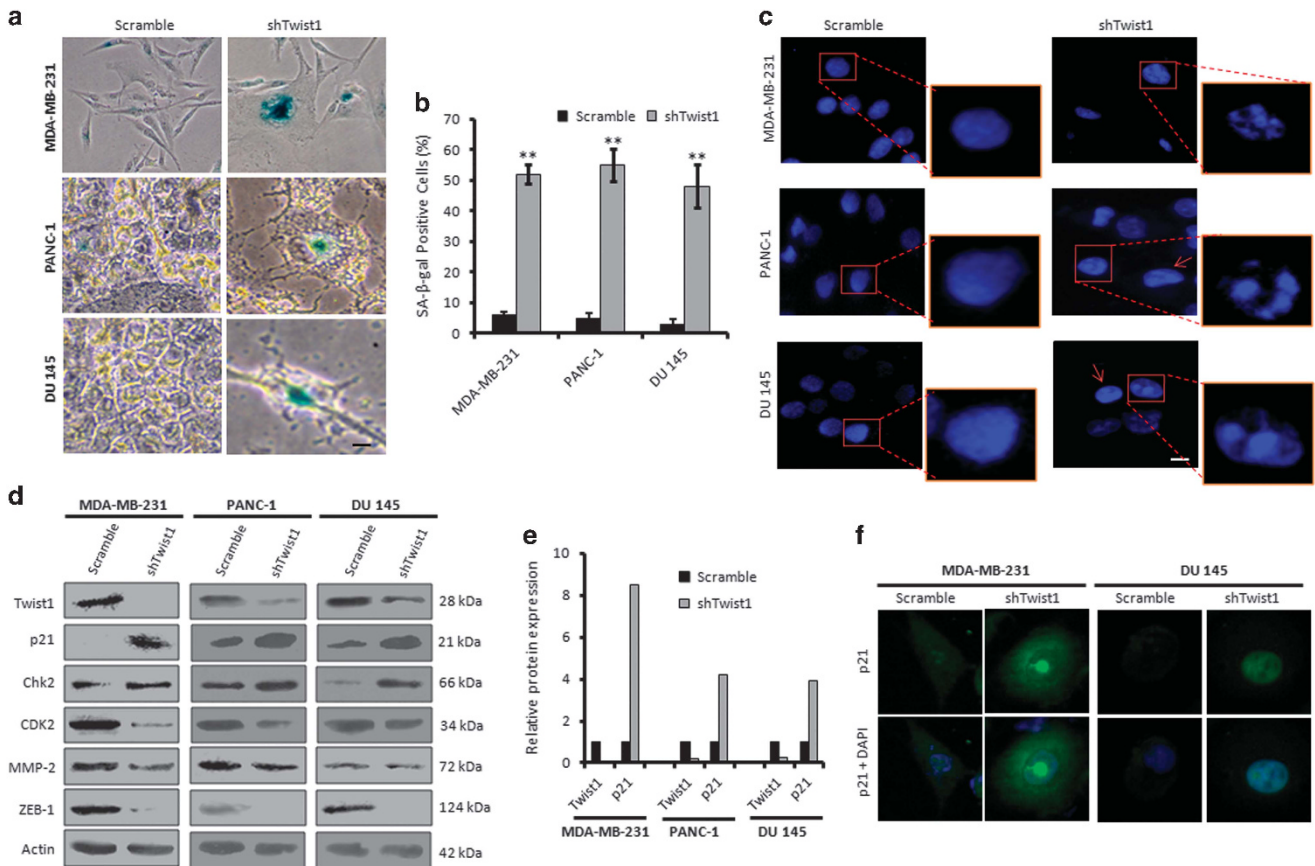 a
Scramble
shTwist1
MDA-MB-231
PANC-1
DU 145
b
Scramble
shTwist1
SA-β-gal Positive Cells (%)
70
60
50
40
30
20
10
0
**
**
**
MDA-MB-231
PANC-1
DU 145
c
Scramble
shTwist1
MDA-MB-231
PANC-1
DU 145
d
MDA-MB-231
PANC-1
DU 145
Scramble
shTwist1
Scramble
shTwist1
Scramble
shTwist1
Twist1
28 kDa
p21
21 kDa
Chk2
66 kDa
CDK2
34 kDa
MMP-2
72 kDa
ZEB-1
124 kDa
Actin
42 kDa
e
Relative protein expression
10
8
6
4
2
0
Scramble
shTwist1
Twist1
p21
Twist1
p21
Twist1
p21
MDA-MB-231
PANC-1
DU 145
f
MDA-MB-231
DU 145
Scramble
shTwist1
Scramble
shTwist1
p21
p21 + DAPI